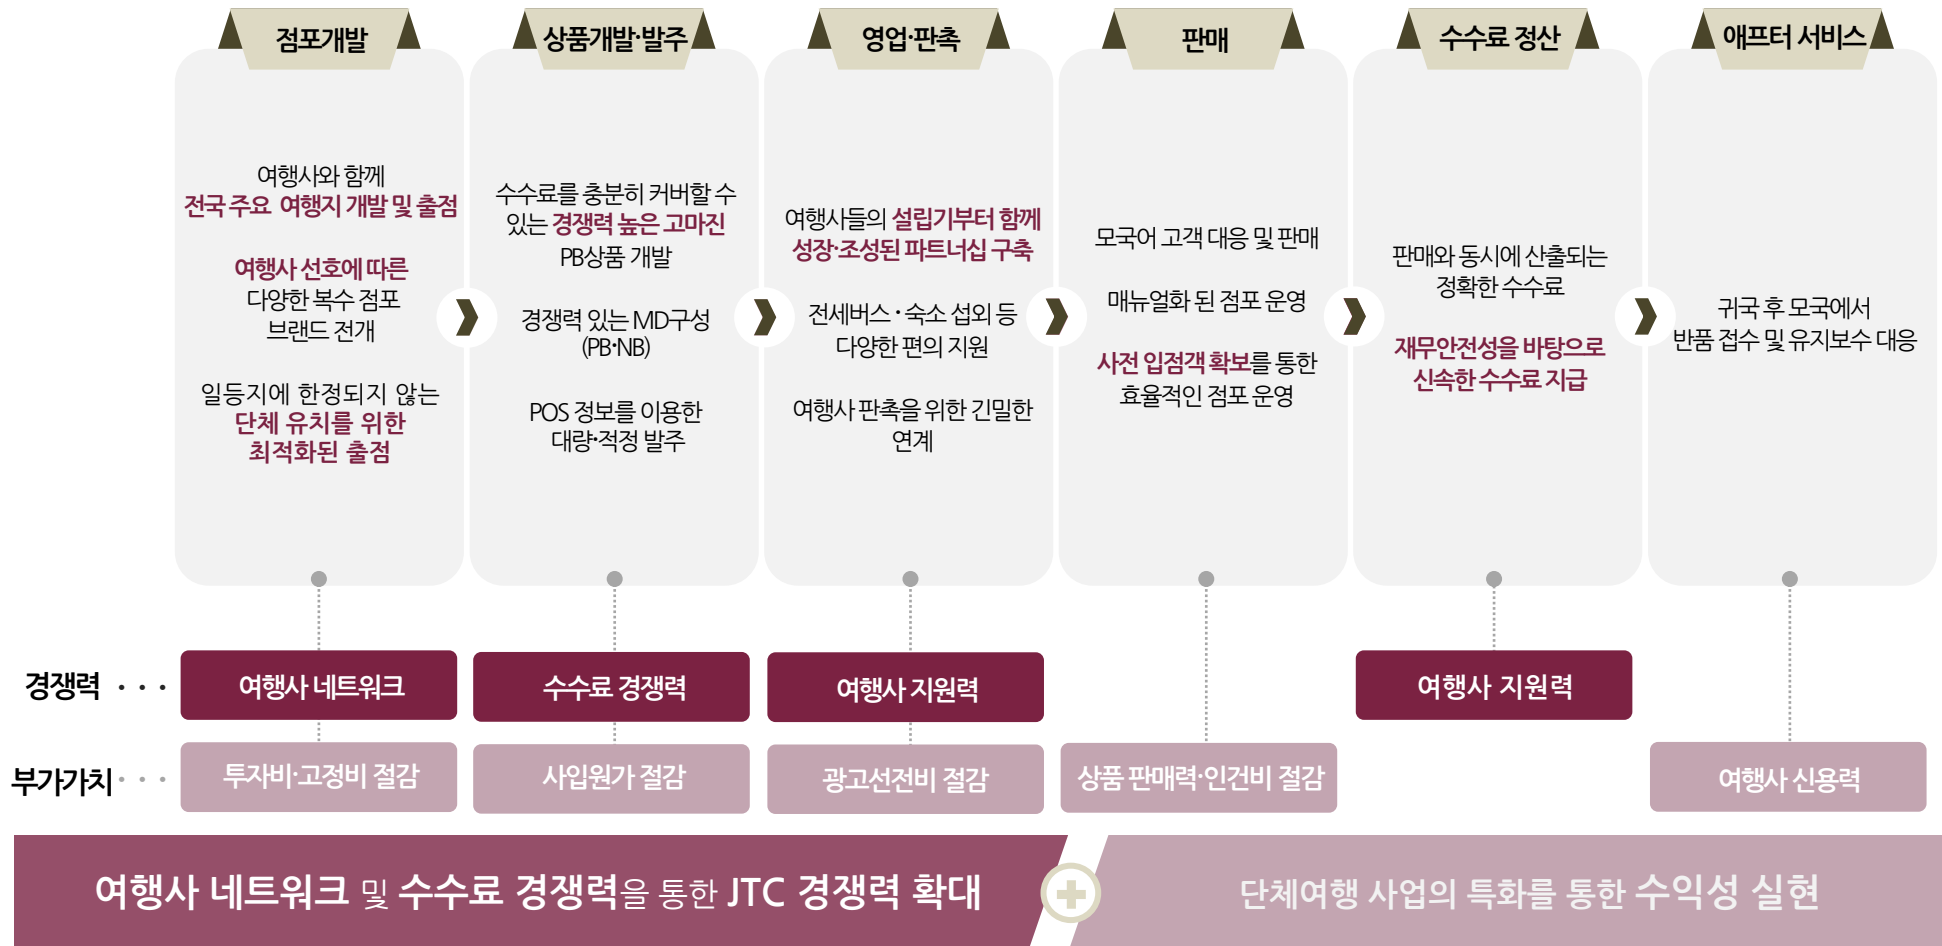 점포개발
여행사와 함께
전국 주요 여행지 개발 및 출점
여행사 선호에 따른
다양한 복수 점포
브랜드 전개
일등지에 한정되지 않는
단체 유치를 위한
최적화된 출점
상품개발·발주
수수료를 충분히 커버할 수
있는 경쟁력 높은 고마진
PB상품 개발
경쟁력 있는 MD구성
(PB·NB)
POS 정보를 이용한
대량·적정 발주
영업·판촉
여행사들의 설립기부터 함께
성장·조성된 파트너십 구축
전세버스·숙소 섭외 등
다양한 편의 지원
여행사 판촉을 위한 긴밀한
연계
판매
모국어 고객 대응 및 판매
매뉴얼화 된 점포 운영
사전 입점객 확보를 통한
효율적인 점포 운영
수수료 정산
판매와 동시에 산출되는
정확한 수수료
재무안전성을 바탕으로
신속한 수수료 지급
애프터 서비스
귀국 후 모국에서
반품 접수 및 유지보수 대응
경쟁력 · · ·
여행사 네트워크
수수료 경쟁력
여행사 지원력
여행사 지원력
부가가치 · · ·
투자비·고정비 절감
사입원가 절감
광고선전비 절감
상품 판매력·인건비 절감
여행사 신용력
여행사 네트워크 및 수수료 경쟁력을 통한 JTC 경쟁력 확대
단체여행 사업의 특화를 통한 수익성 실현